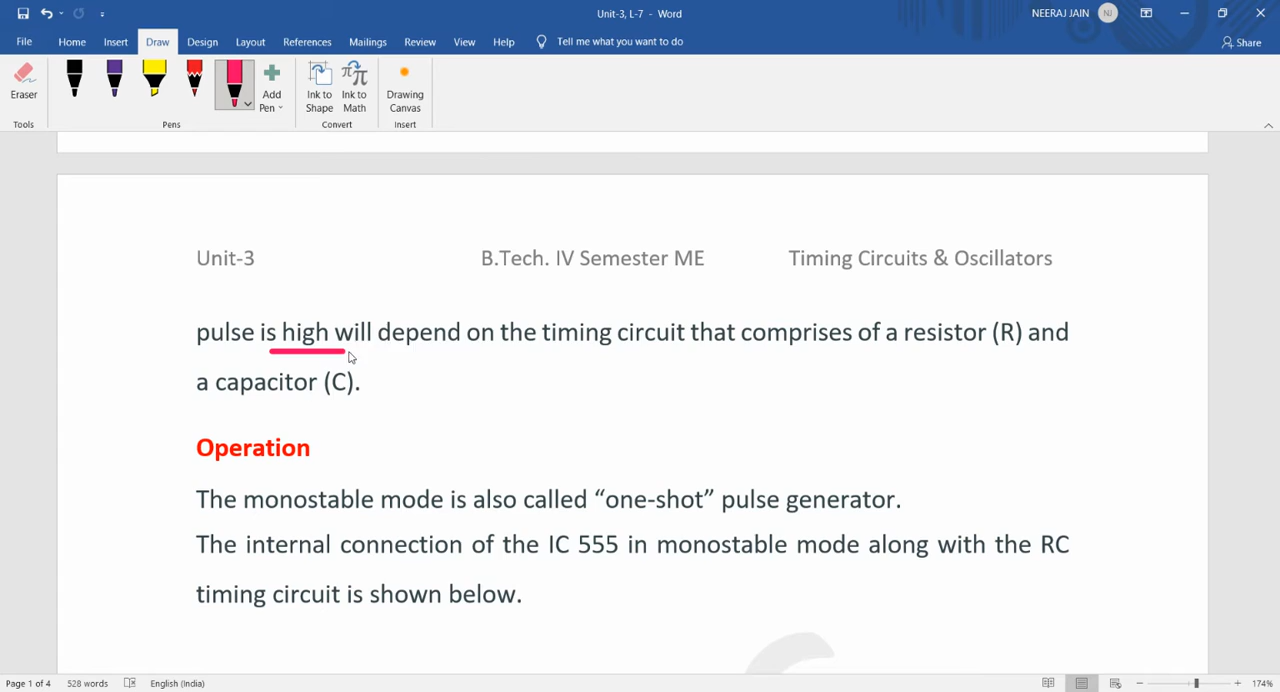 Unit-3, L-7 - Word
NEERAJ JAIN NJ
File Home Insert Draw Design Layout References Mailings Review View Help Tell me what you want to do Share
Eraser
Add Pen
Ink to Shape
Ink to Math
Drawing Canvas
Tools Pens Convert Insert
Unit-3 B.Tech. IV Semester ME Timing Circuits & Oscillators
pulse is high will depend on the timing circuit that comprises of a resistor (R) and
a capacitor (C).
Operation
The monostable mode is also called “one-shot” pulse generator.
The internal connection of the IC 555 in monostable mode along with the RC
timing circuit is shown below.
Page 1 of 4 528 words English (India) 174%